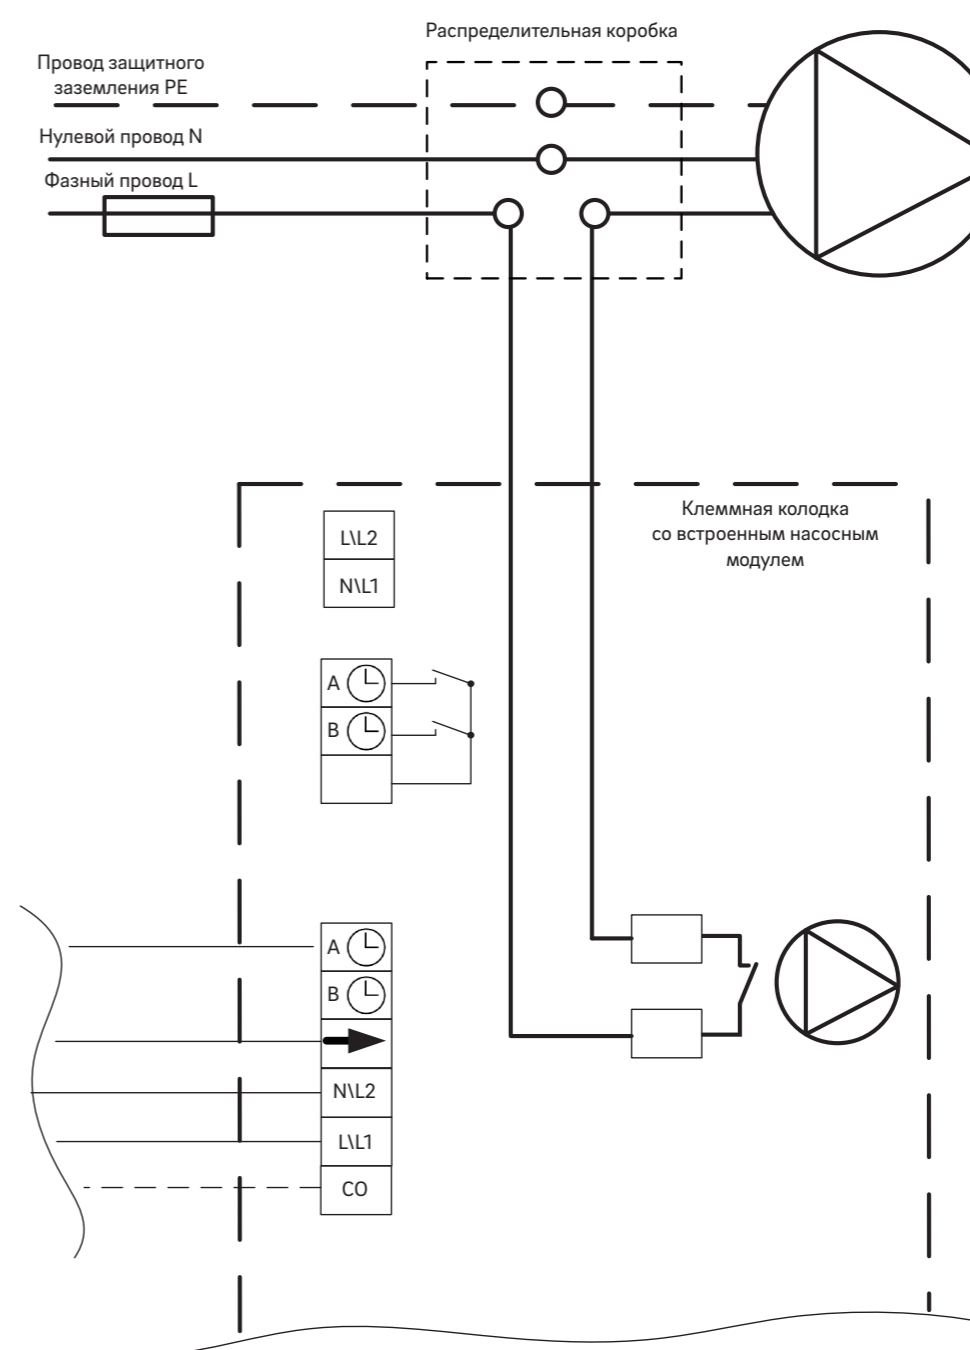 Распределительная коробка
Провод защитного
заземления PE
Нулевой провод N
Фазный провод L
Клеммная колодка
со встроенным насосным
модулем
L\L2
N\L1
A
B
A
B
N\L2
L\L1
CO